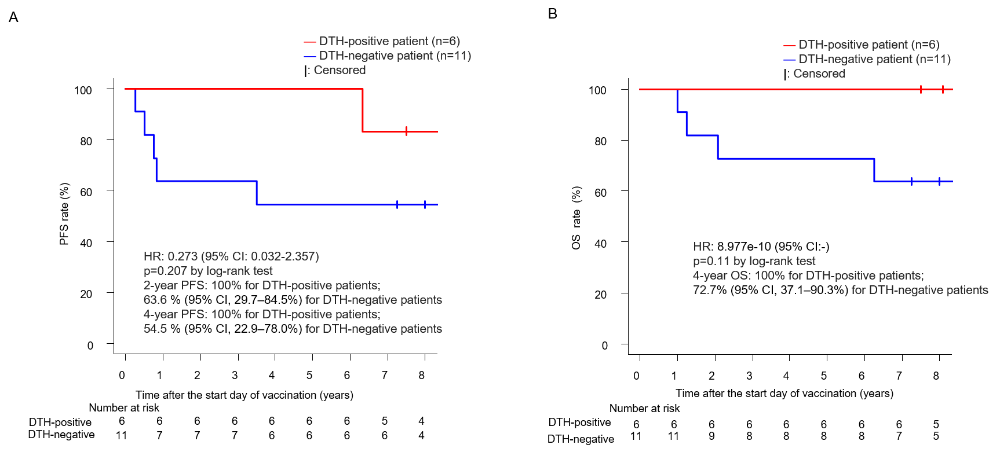 A
DTH-positive patient (n=6)
DTH-negative patient (n=11)
|: Censored
100
80
60
40
20
0
PFS rate (%)
HR: 0.273 (95% CI: 0.032-2.357)
p=0.207 by log-rank test
2-year PFS: 100% for DTH-positive patients;
63.6 % (95% CI, 29.7–84.5%) for DTH-negative patients
4-year PFS: 100% for DTH-positive patients;
54.5 % (95% CI, 22.9–78.0%) for DTH-negative patients
0 1 2 3 4 5 6 7 8
Time after the start day of vaccination (years)
Number at risk
DTH-positive 6 6 6 6 6 6 6 5 4
DTH-negative 11 7 7 7 6 6 6 6 4
B
DTH-positive patient (n=6)
DTH-negative patient (n=11)
|: Censored
100
80
60
40
20
0
OS rate (%)
HR: 8.977e-10 (95% CI:-)
p=0.11 by log-rank test
4-year OS: 100% for DTH-positive patients;
72.7% (95% CI, 37.1–90.3%) for DTH-negative patients
0 1 2 3 4 5 6 7 8
Time after the start day of vaccination (years)
Number at risk
DTH-positive 6 6 6 6 6 6 6 6 5
DTH-negative 11 11 9 8 8 8 8 7 5